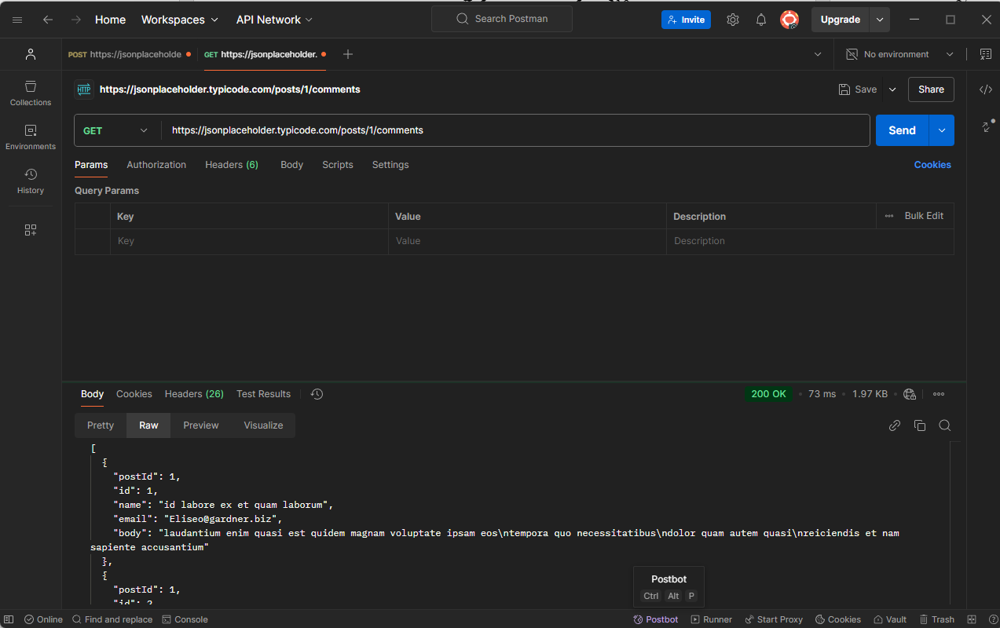 Home Workspaces API Network Search Postman Invite Upgrade
POST https://jsonplaceholde GET https://jsonplaceholder. No environment
HTTP https://jsonplaceholder.typicode.com/posts/1/comments Save Share
Collections
GET https://jsonplaceholder.typicode.com/posts/1/comments Send
Environments
Params Authorization Headers (6) Body Scripts Settings Cookies
History
Query Params
Key Value Description Bulk Edit
Key Value Description
Body Cookies Headers (26) Test Results 200 OK 73 ms 1.97 KB
Pretty Raw Preview Visualize
[
{
"postId": 1,
"id": 1,
"name": "id labore ex et quam laborum",
"email": "Eliseo@gardner.biz",
"body": "laudantium enim quasi est quidem magnam voluptate ipsam eos\ntempora quo necessitatibus\ndolor quam autem quasi\nreiciendis et nam
sapiente accusantium"
},
{
"postId": 1,
"id": 2,
Postbot
Ctrl Alt P
Online Find and replace Console Postbot Runner Start Proxy Cookies Vault Trash